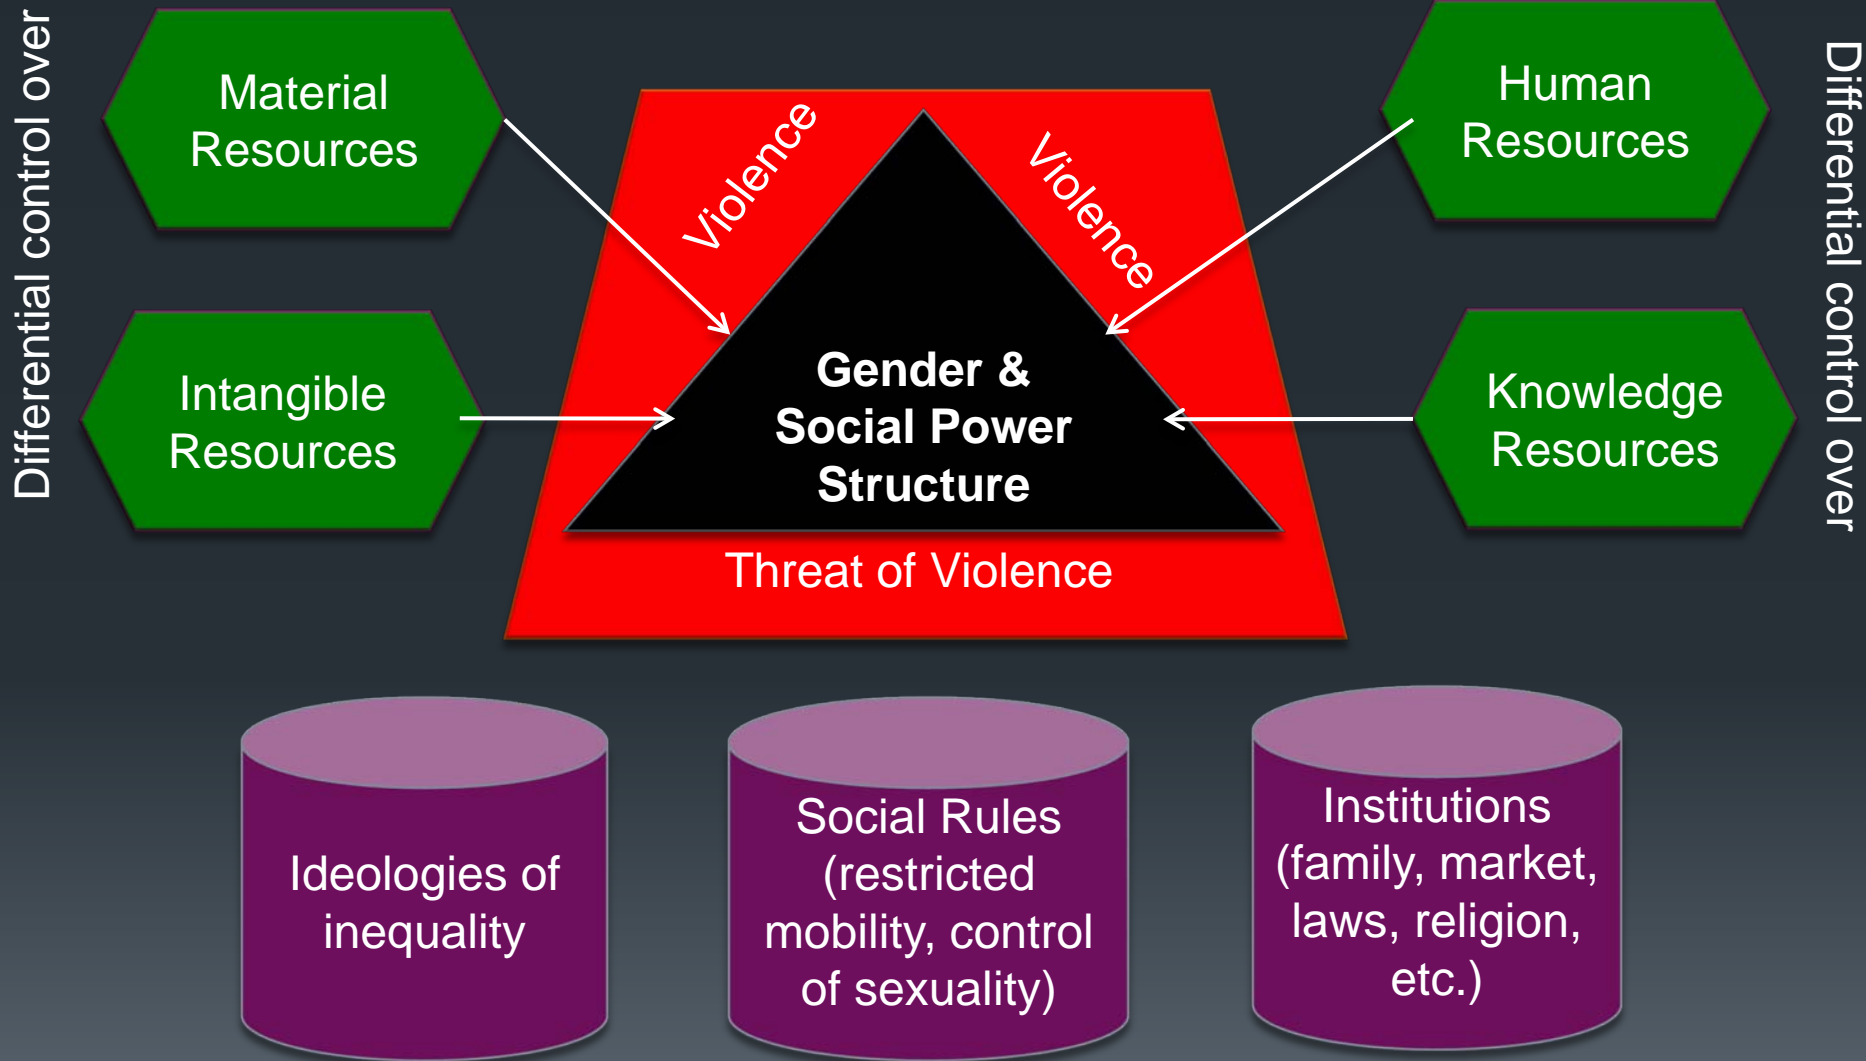 Differential control over
Material
Resources
Intangible
Resources
Violence
Violence
Gender &
Social Power
Structure
Threat of Violence
Human
Resources
Knowledge
Resources
Differential control over
Ideologies of
inequality
Social Rules
(restricted
mobility, control
of sexuality)
Institutions
(family, market,
laws, religion,
etc.)